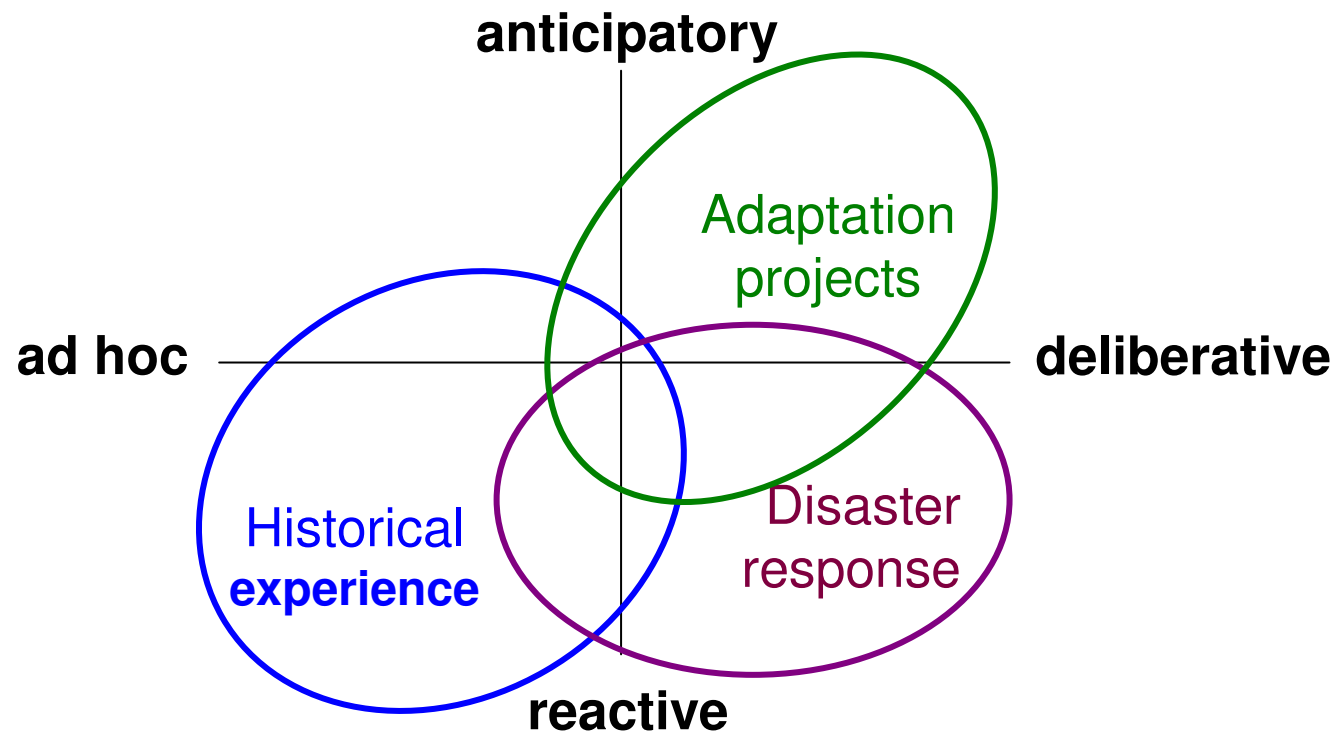 anticipatory
Adaptation
projects
ad hoc
deliberative
Historical
experience
Disaster
response
reactive